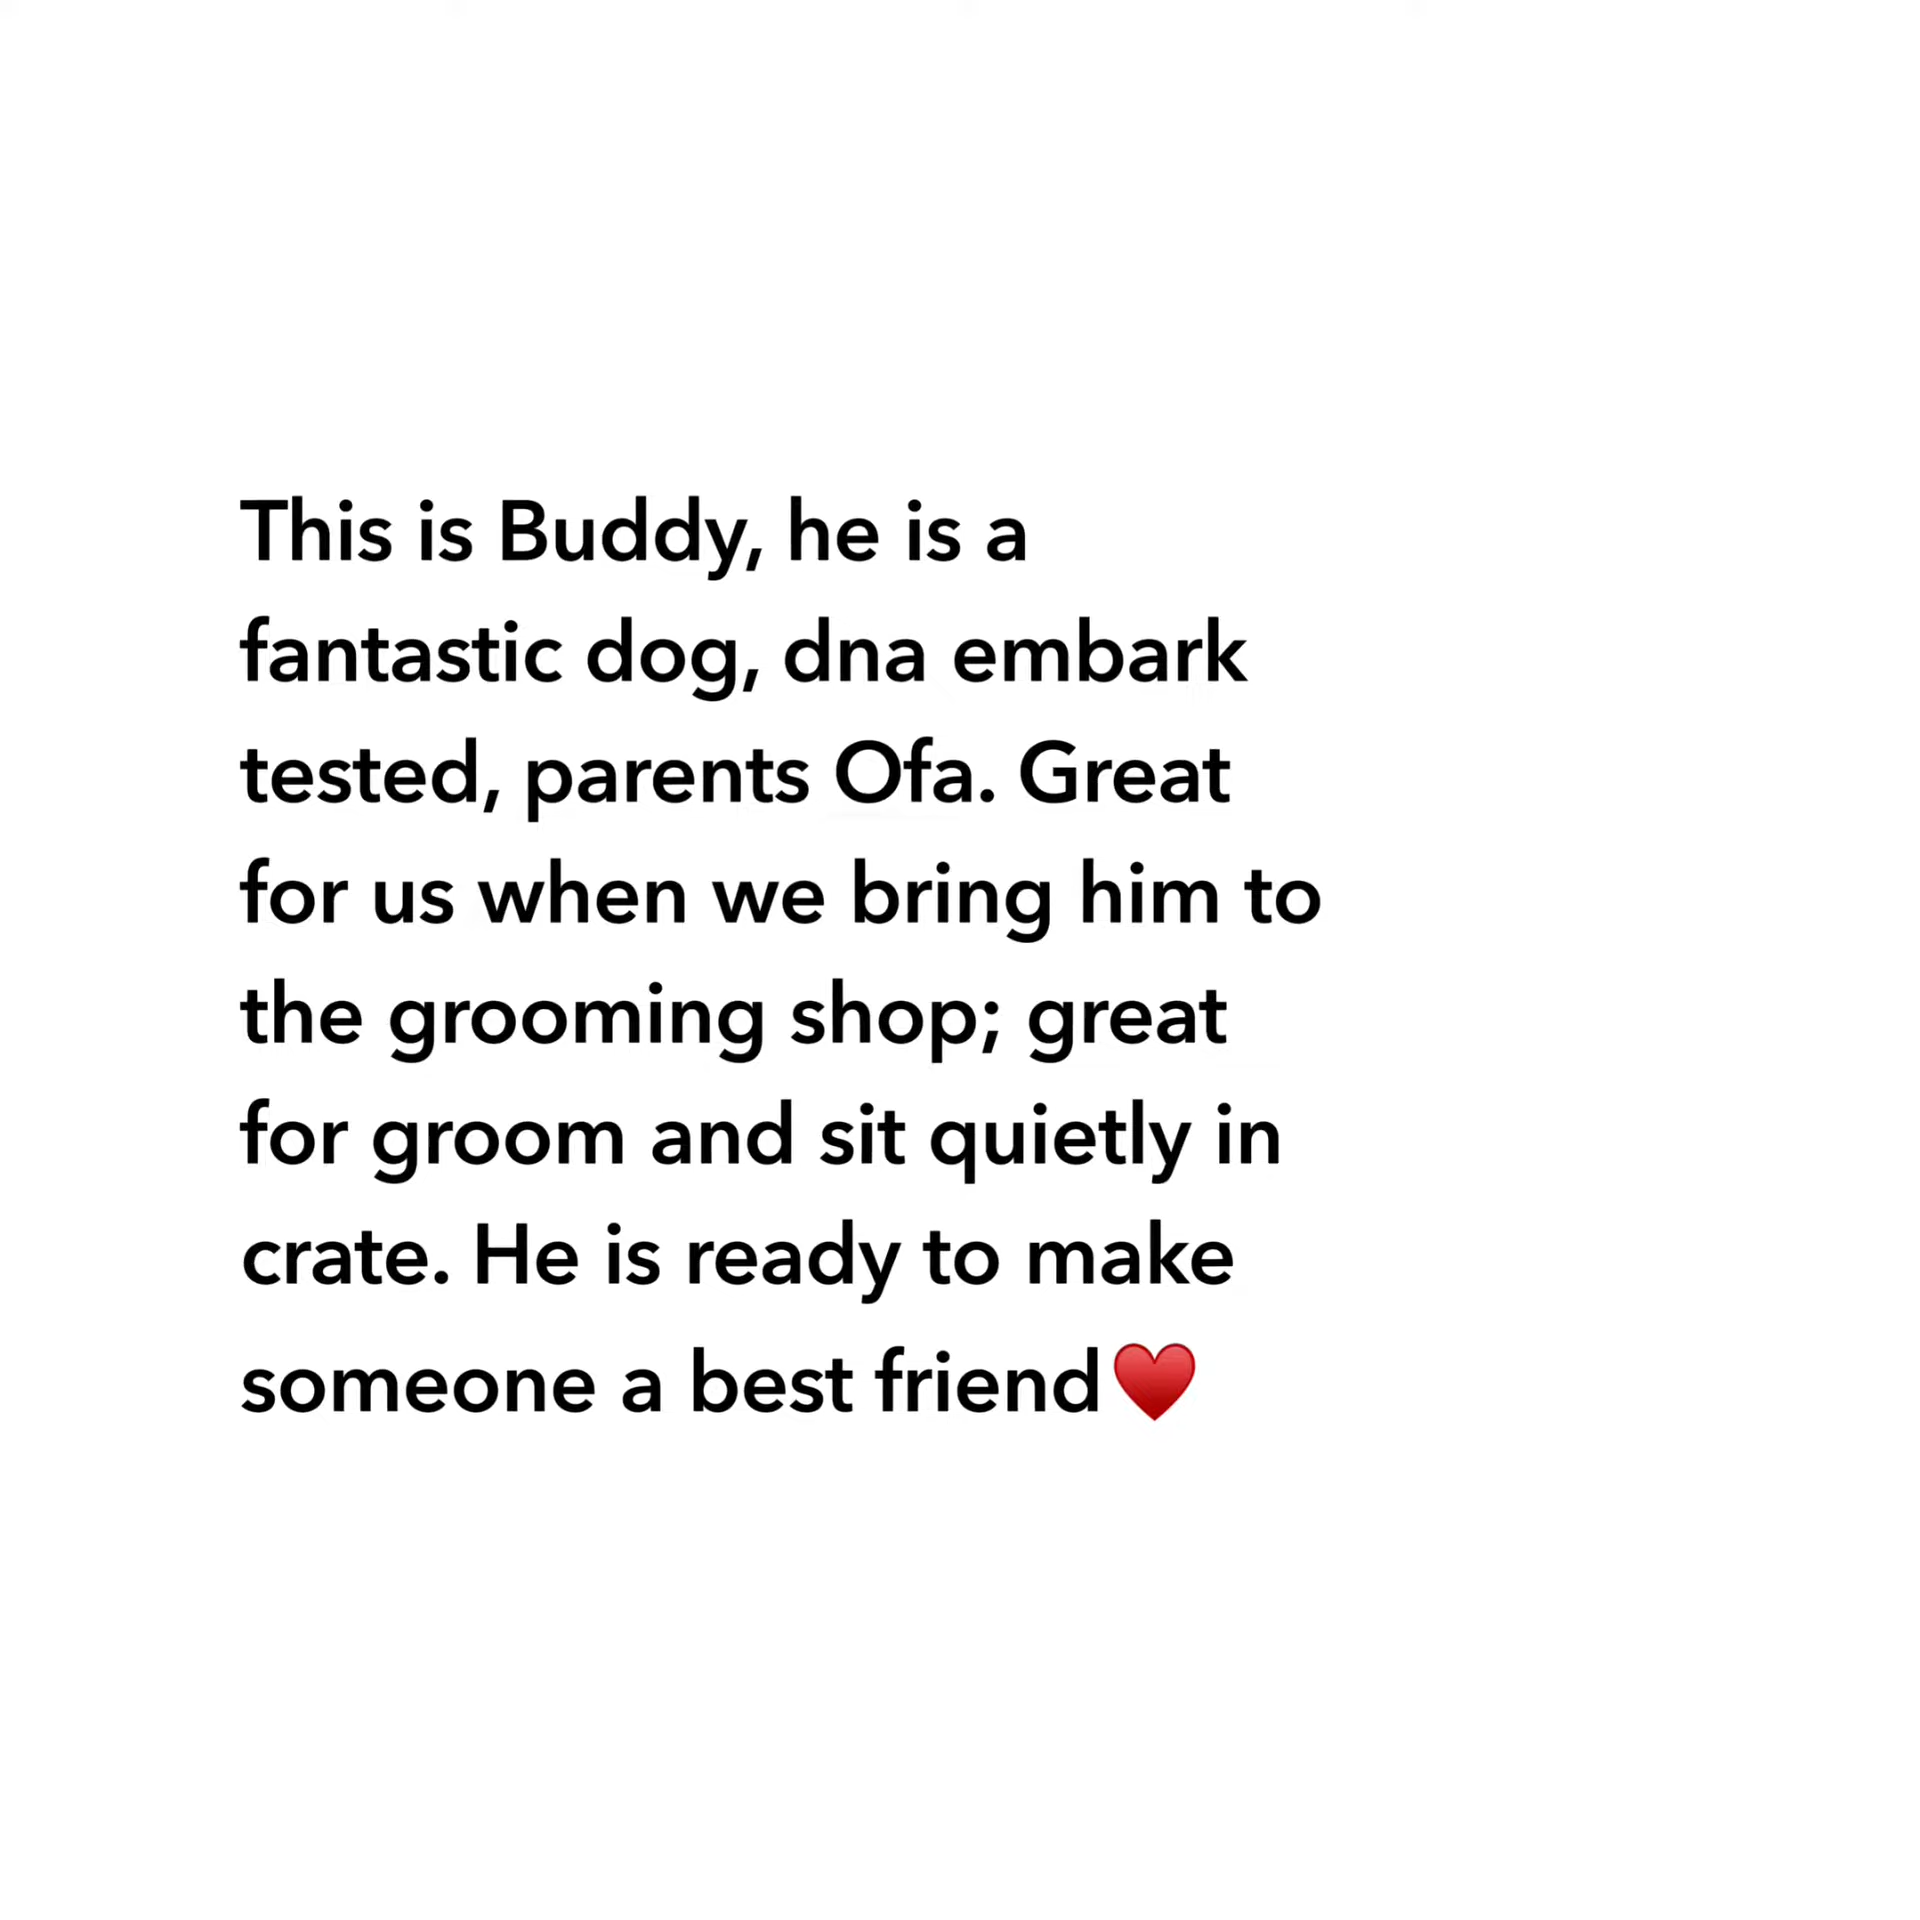 This is Buddy, he is a
fantastic dog, dna embark
tested, parents Ofa. Great
for us when we bring him to
the grooming shop; great
for groom and sit quietly in
crate. He is ready to make
someone a best friend♥️